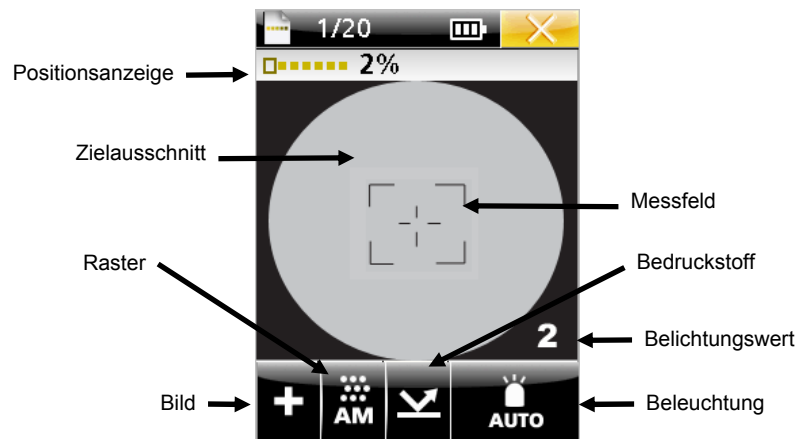 1/20
Positionsanzeige
2%
Zielausschnitt
Messfeld
Raster
Bedruckstoff
2
Belichtungswert
Bild
AM
AUTO
Beleuchtung